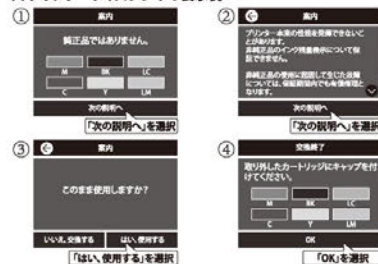 ① 案内
純正品ではありません。
M BK LC
C Y LM
次の説明へ
「次の説明へ」を選択
② 案内
プリンター本来の性能を発揮できないことがあります。
非純正品のインク残量表示について保証できません。
非純正品の使用に起因して生じた故障については、保証期間内でも有償修理となります。
次の説明へ
「次の説明へ」を選択
③ 案内
このまま使用しますか?
いいえ、交換する はい、使用する
「はい、使用する」を選択
④ 交換終了
取り外したカートリッジにキャップを付けてください。
M BK LC
C Y LM
OK
「OK」を選択